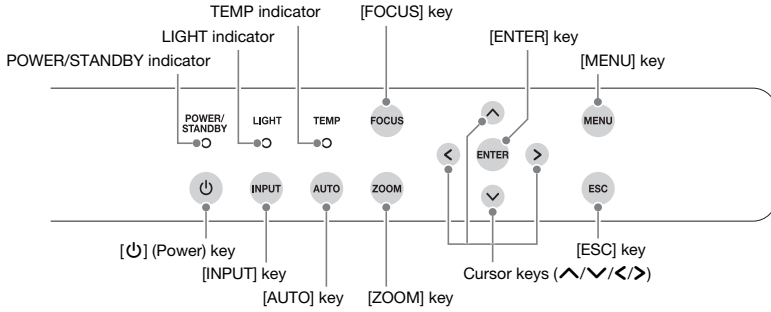 TEMP indicator
[FOCUS] key
LIGHT indicator
[ENTER] key
POWER/STANDBY indicator
[MENU] key
POWER/
STANDBY
LIGHT
TEMP
FOCUS
MENU
ENTER
INPUT
AUTO
ZOOM
ESC
[⏻] (Power) key
[ESC] key
[INPUT] key
Cursor keys (∧/∨/</>)
[AUTO] key
[ZOOM] key